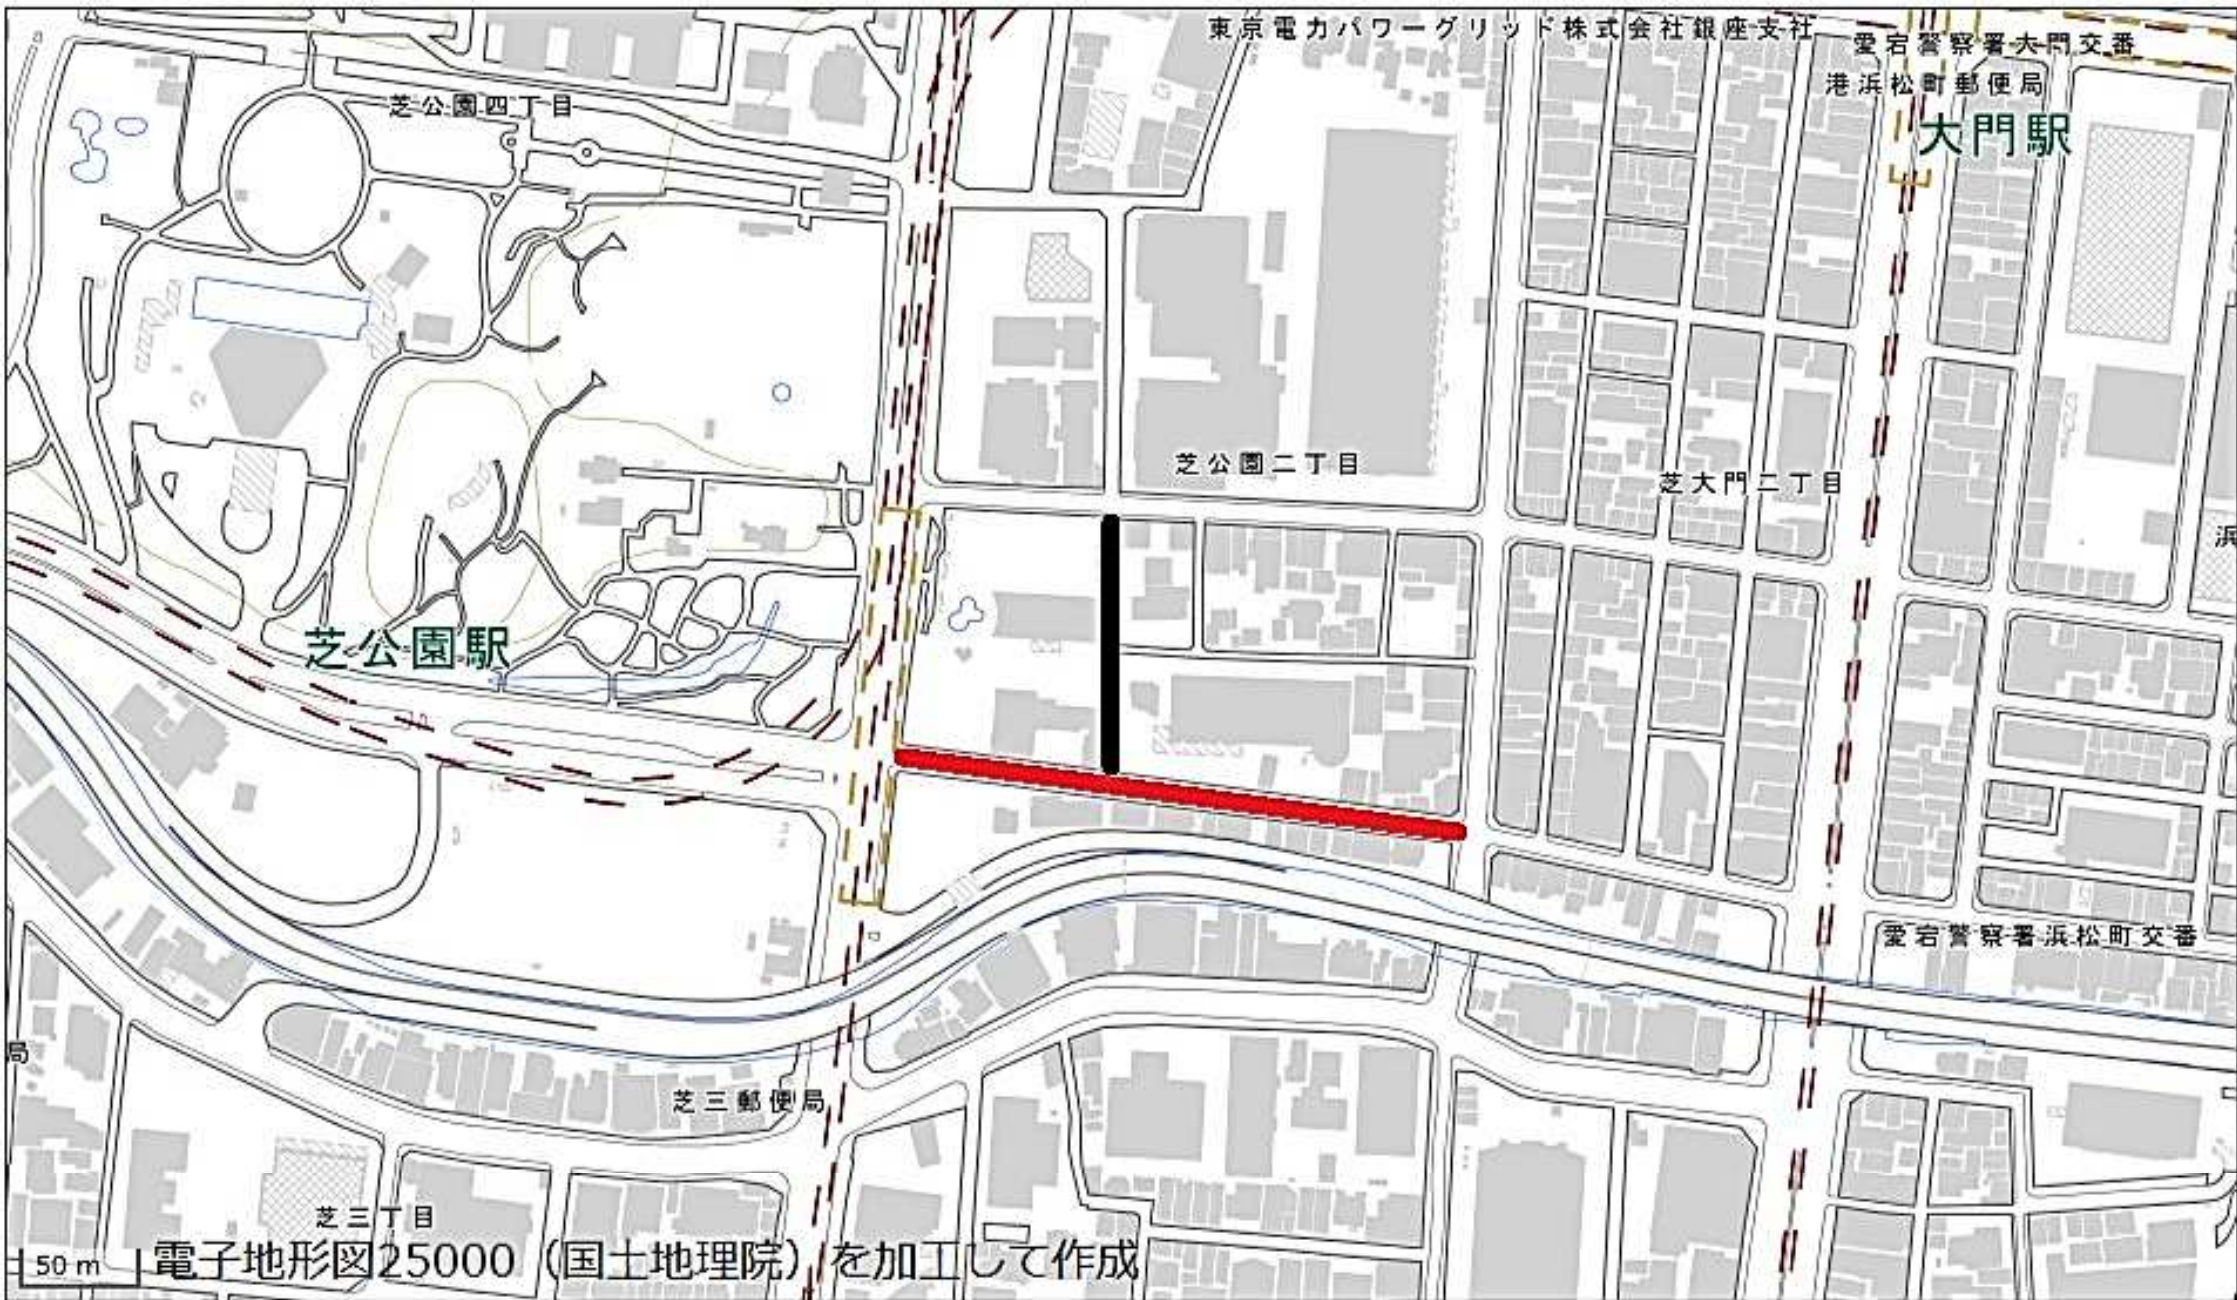 東京電力パワーグリッド株式会社銀座支社
愛宕警察署大門交番
港浜松町郵便局
芝公園四丁目
大門駅
芝公園二丁目
芝大門二丁目
浜
芝公園駅
愛宕警察署浜松町交番
局
芝三郵便局
芝三丁目
50 m
電子地形図25000（国土地理院）を加工して作成